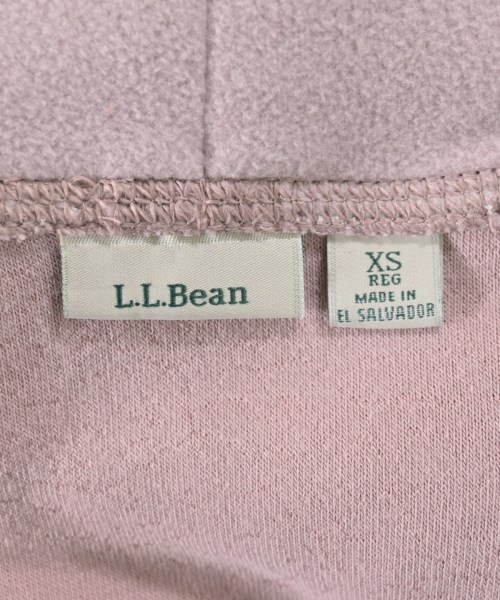 L.L.Bean
XS
REG
MADE IN
EL SALVADOR